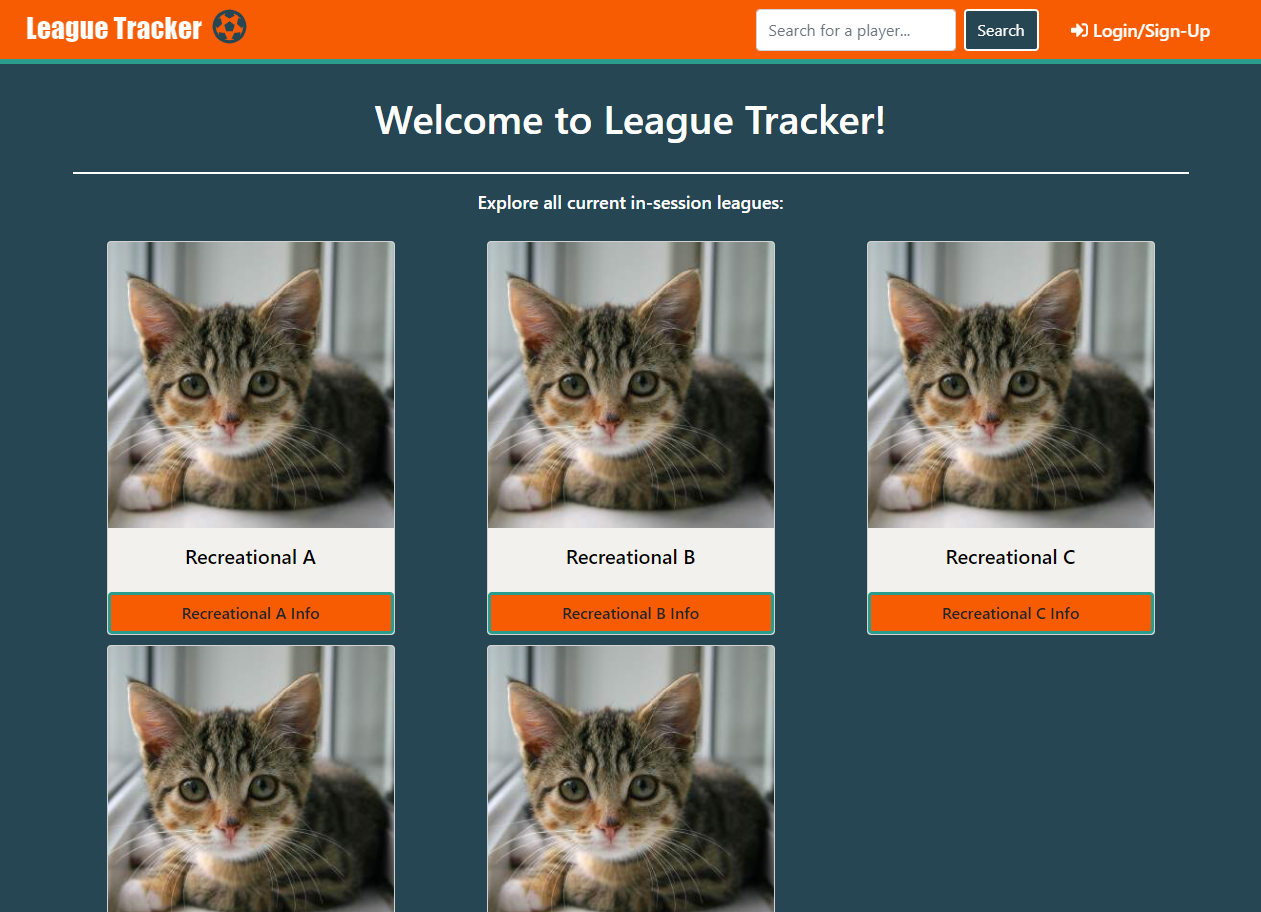 League Tracker
Search for a player...
Search
Login/Sign-Up
Welcome to League Tracker!
Explore all current in-session leagues:
Recreational A
Recreational B
Recreational C
Recreational A Info
Recreational B Info
Recreational C Info